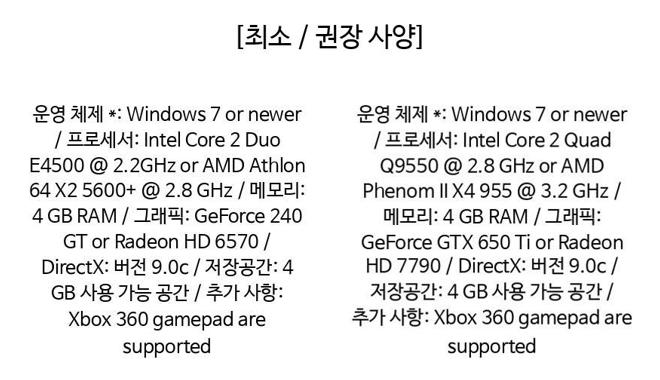 [최소 / 권장 사양]
운영 체제 *: Windows 7 or newer
/ 프로세서: Intel Core 2 Duo
E4500 @ 2.2GHz or AMD Athlon
64 X2 5600+ @ 2.8 GHz / 메모리:
4 GB RAM / 그래픽: GeForce 240
GT or Radeon HD 6570 /
DirectX: 버전 9.0c / 저장공간: 4
GB 사용 가능 공간 / 추가 사항:
Xbox 360 gamepad are
supported
운영 체제 *: Windows 7 or newer
/ 프로세서: Intel Core 2 Quad
Q9550 @ 2.8 GHz or AMD
Phenom II X4 955 @ 3.2 GHz /
메모리: 4 GB RAM / 그래픽:
GeForce GTX 650 Ti or Radeon
HD 7790 / DirectX: 버전 9.0c /
저장공간: 4 GB 사용 가능 공간 /
추가 사항: Xbox 360 gamepad are
supported